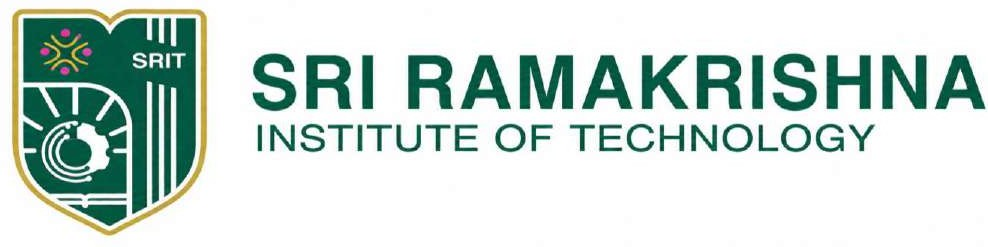 SRIT
SRI RAMAKRISHNA
INSTITUTE OF TECHNOLOGY